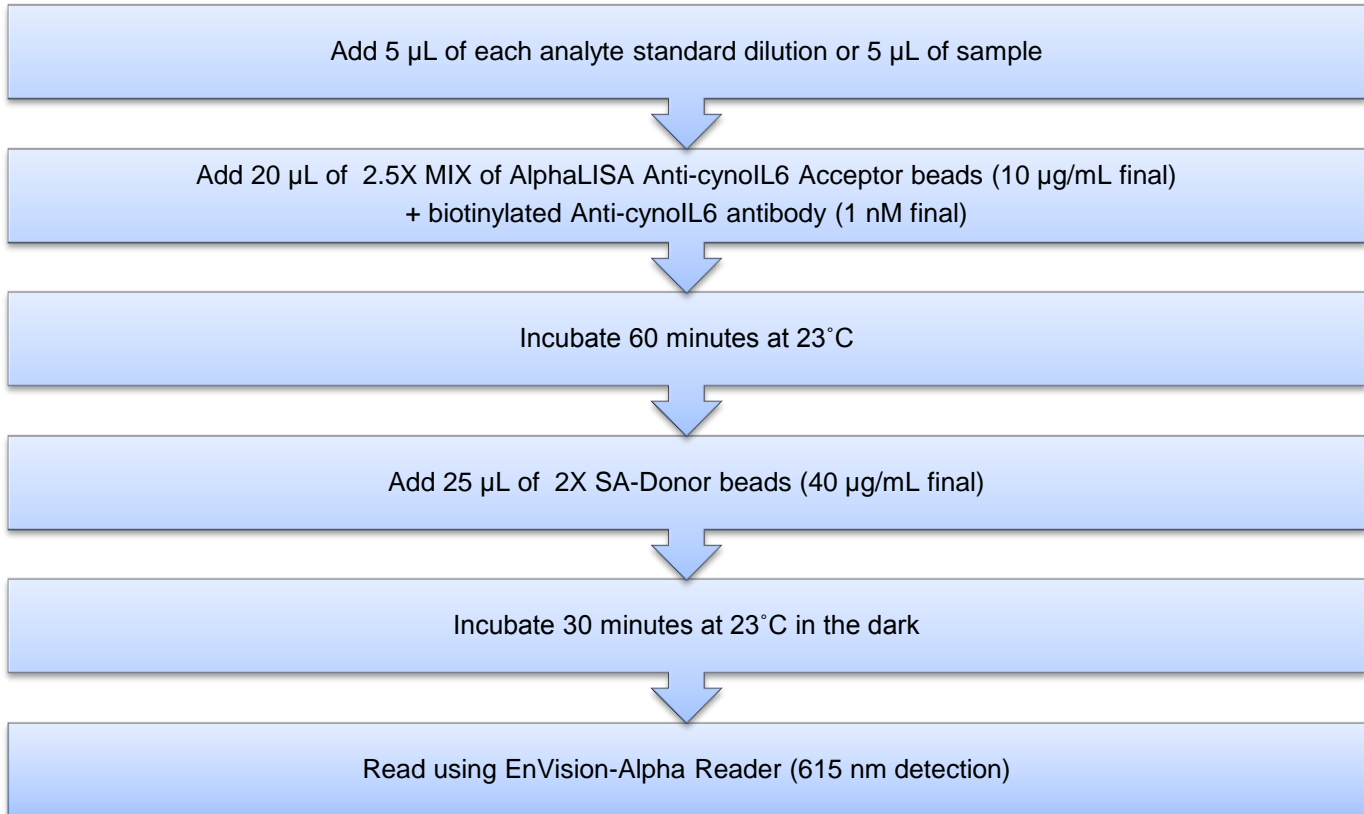 Add 5 µL of each analyte standard dilution or 5 µL of sample
Add 20 µL of  2.5X MIX of AlphaLISA Anti-cynoIL6 Acceptor beads (10 µg/mL final)
+ biotinylated Anti-cynoIL6 antibody (1 nM final)
Incubate 60 minutes at 23˚C
Add 25 µL of  2X SA-Donor beads (40 µg/mL final)
Incubate 30 minutes at 23˚C in the dark
Read using EnVision-Alpha Reader (615 nm detection)